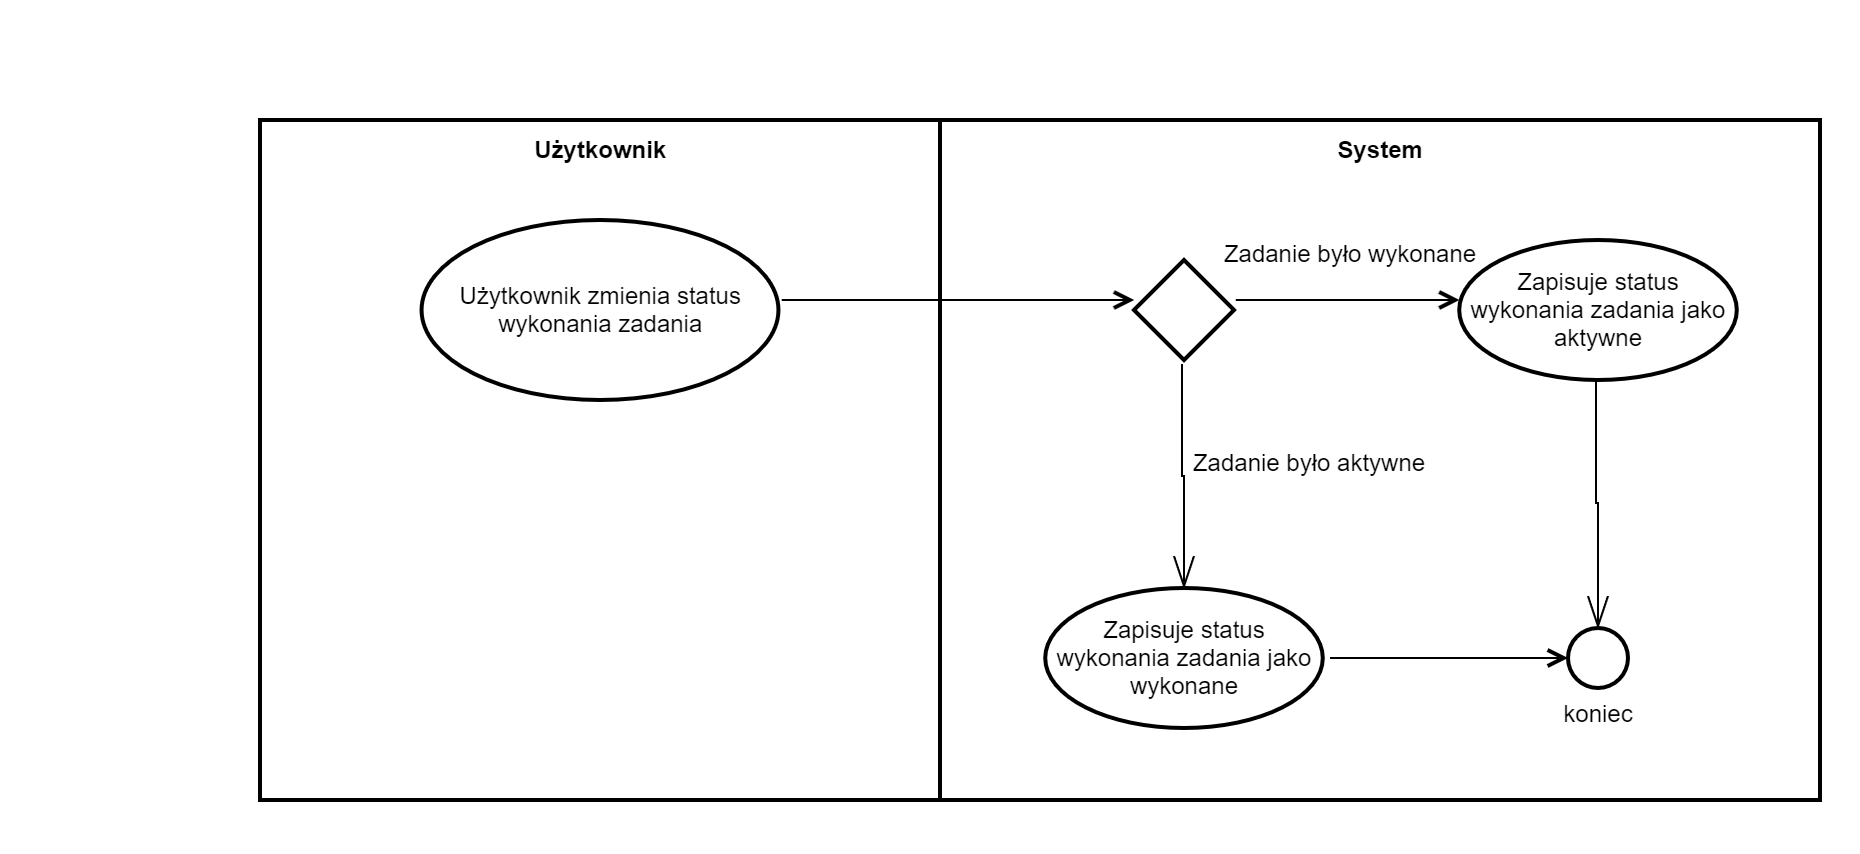 Użytkownik
System
Użytkownik zmienia status
wykonania zadania
Zadanie było wykonane
Zapisuje status
wykonania zadania jako
aktywne
Zadanie było aktywne
Zapisuje status
wykonania zadania jako
wykonane
koniec